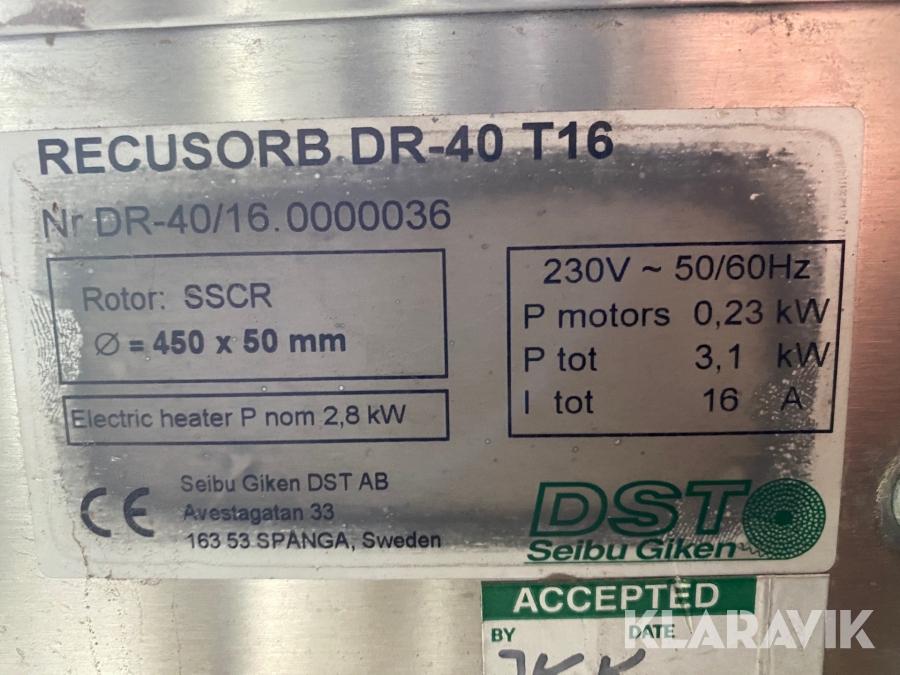 RECUSORB DR-40 T16
Nr DR-40/16.0000036
Rotor: SSCR
Ø = 450 x 50 mm
Electric heater P nom 2,8 kW
230V ~ 50/60Hz
P motors 0,23 kW
P tot 3,1 kW
I tot 16 A
CE
Seibu Giken DST AB
Avestagatan 33
163 53 SPÅNGA, Sweden
DST
Seibu Giken
ACCEPTED
BY DATE
KLARAVIK